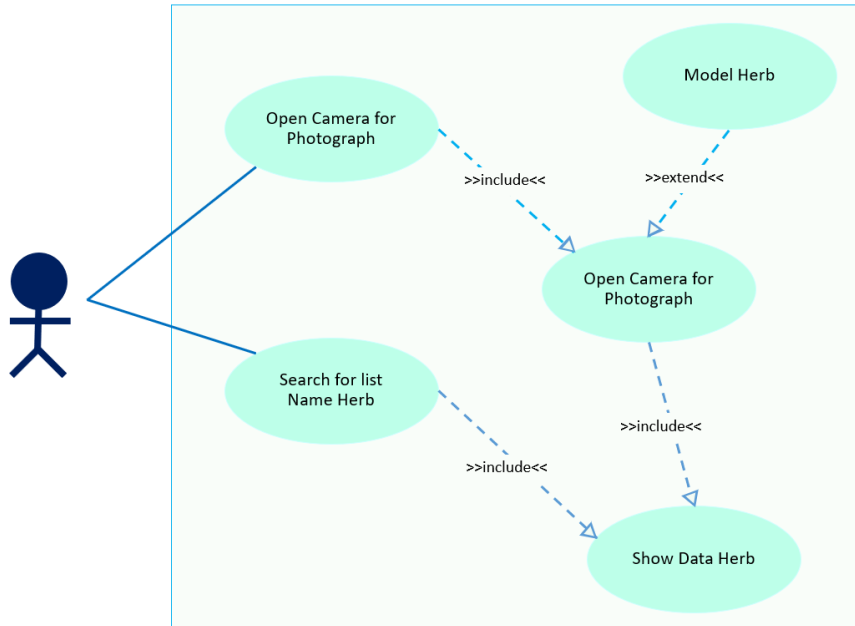 Model Herb
Open Camera for
Photograph
>>include<<
>>extend<<
Open Camera for
Photograph
Search for list
Name Herb
>>include<<
>>include<<
Show Data Herb